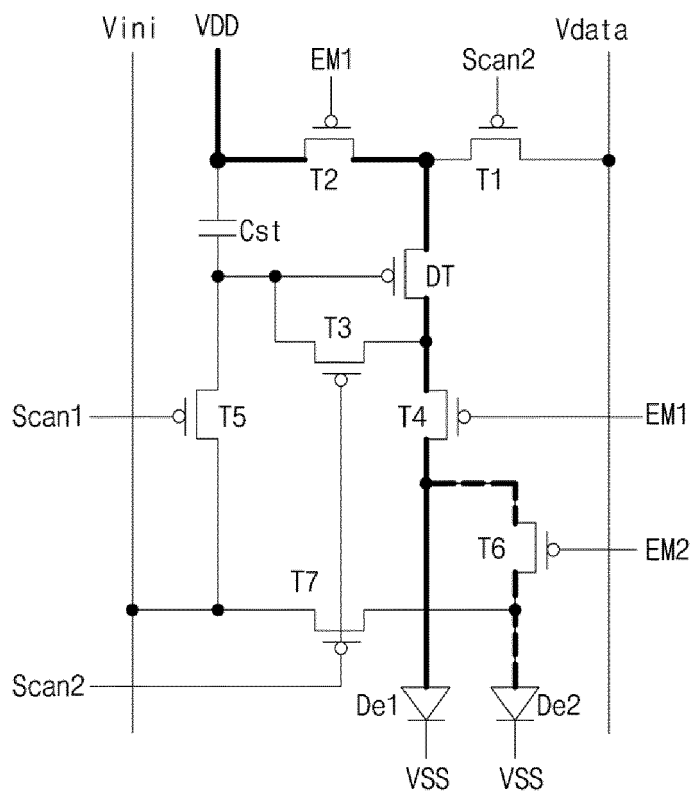 Vini
VDD
Vdata
EM1
Scan2
T2
T1
Cst
DT
T3
Scan1
T5
T4
EM1
T6
EM2
T7
Scan2
De1
De2
VSS
VSS